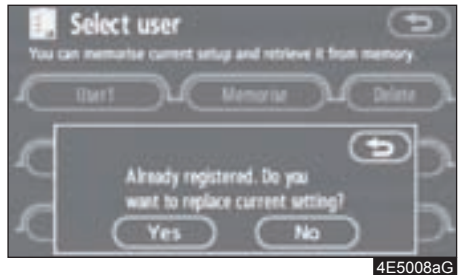 Select user
You can memorise current setup and retrieve it from memory.
User1 Memorise Delete
Already registered. Do you
want to replace current setting?
Yes No
4E5008aG